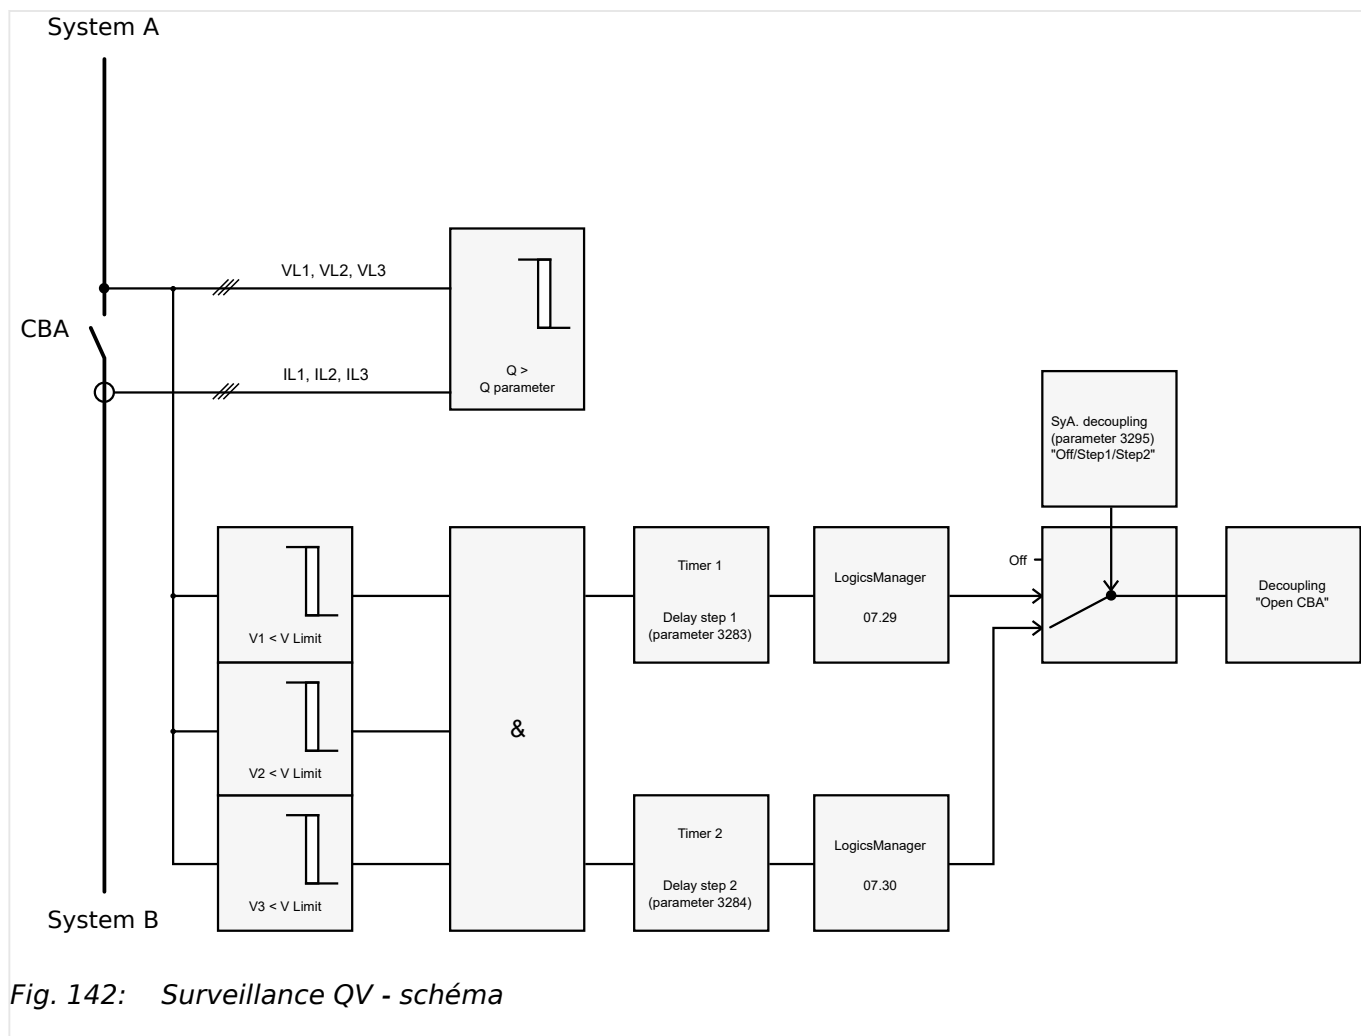 System A
VL1, VL2, VL3
CBA
IL1, IL2, IL3
Q >
Q parameter
SyA. decoupling
(parameter 3295)
"Off/Step1/Step2"
V1 < V Limit
V2 < V Limit
V3 < V Limit
&
Timer 1
Delay step 1
(parameter 3283)
LogicsManager
07.29
Off
Decoupling
"Open CBA"
Timer 2
Delay step 2
(parameter 3284)
LogicsManager
07.30
System B
Fig. 142: Surveillance QV - schéma